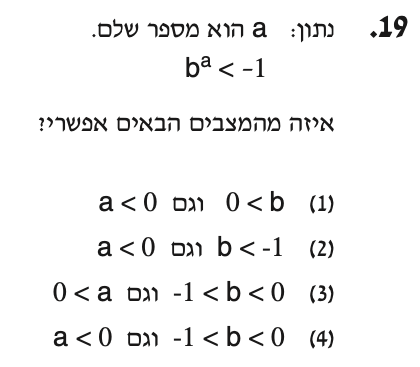 19. נתון: a הוא מספר שלם.
bᵃ < -1
איזה מהמצבים הבאים אפשרי?
(1) 0 < b וגם a < 0
(2) b < -1 וגם a < 0
(3) -1 < b < 0 וגם 0 < a
(4) -1 < b < 0 וגם a < 0